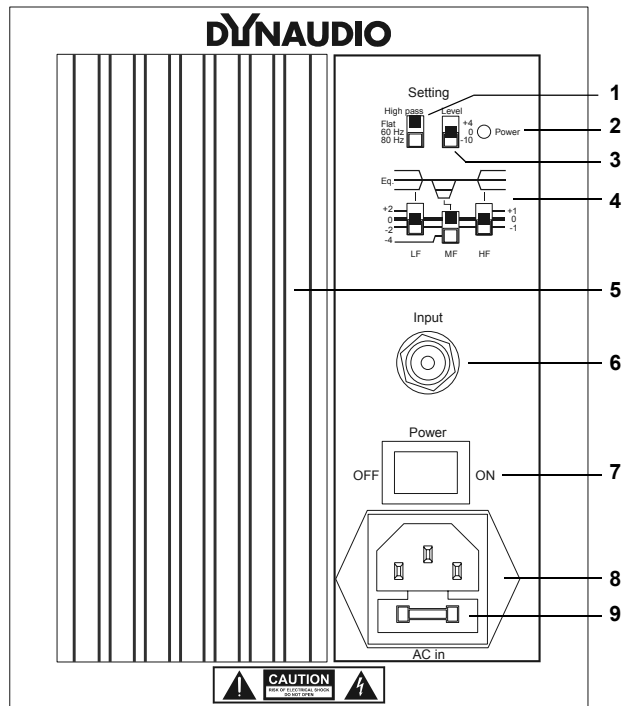 DYNAUDIO
Setting
High pass
Level
Flat
60 Hz
80 Hz
+4
0
-10
Power
1
2
3
Eq.
4
+2
0
-2
-4
+1
0
-1
LF
MF
HF
5
Input
6
Power
OFF
ON
7
8
9
AC in
CAUTION
RISK OF ELECTRICAL SHOCK
DO NOT OPEN